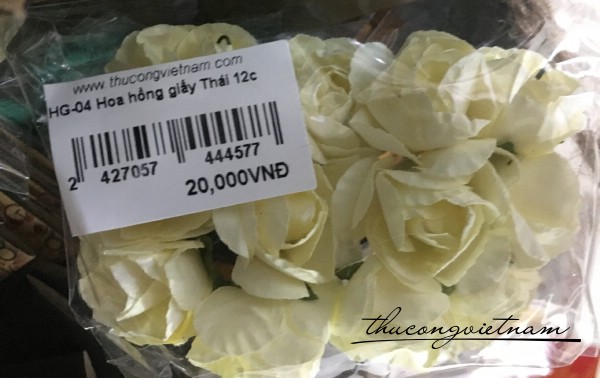 www.thucongvietnam.com
HG-04 Hoa hồng giấy Thái 12c
2 427057 444577
20,000VNĐ
thucongvietnam